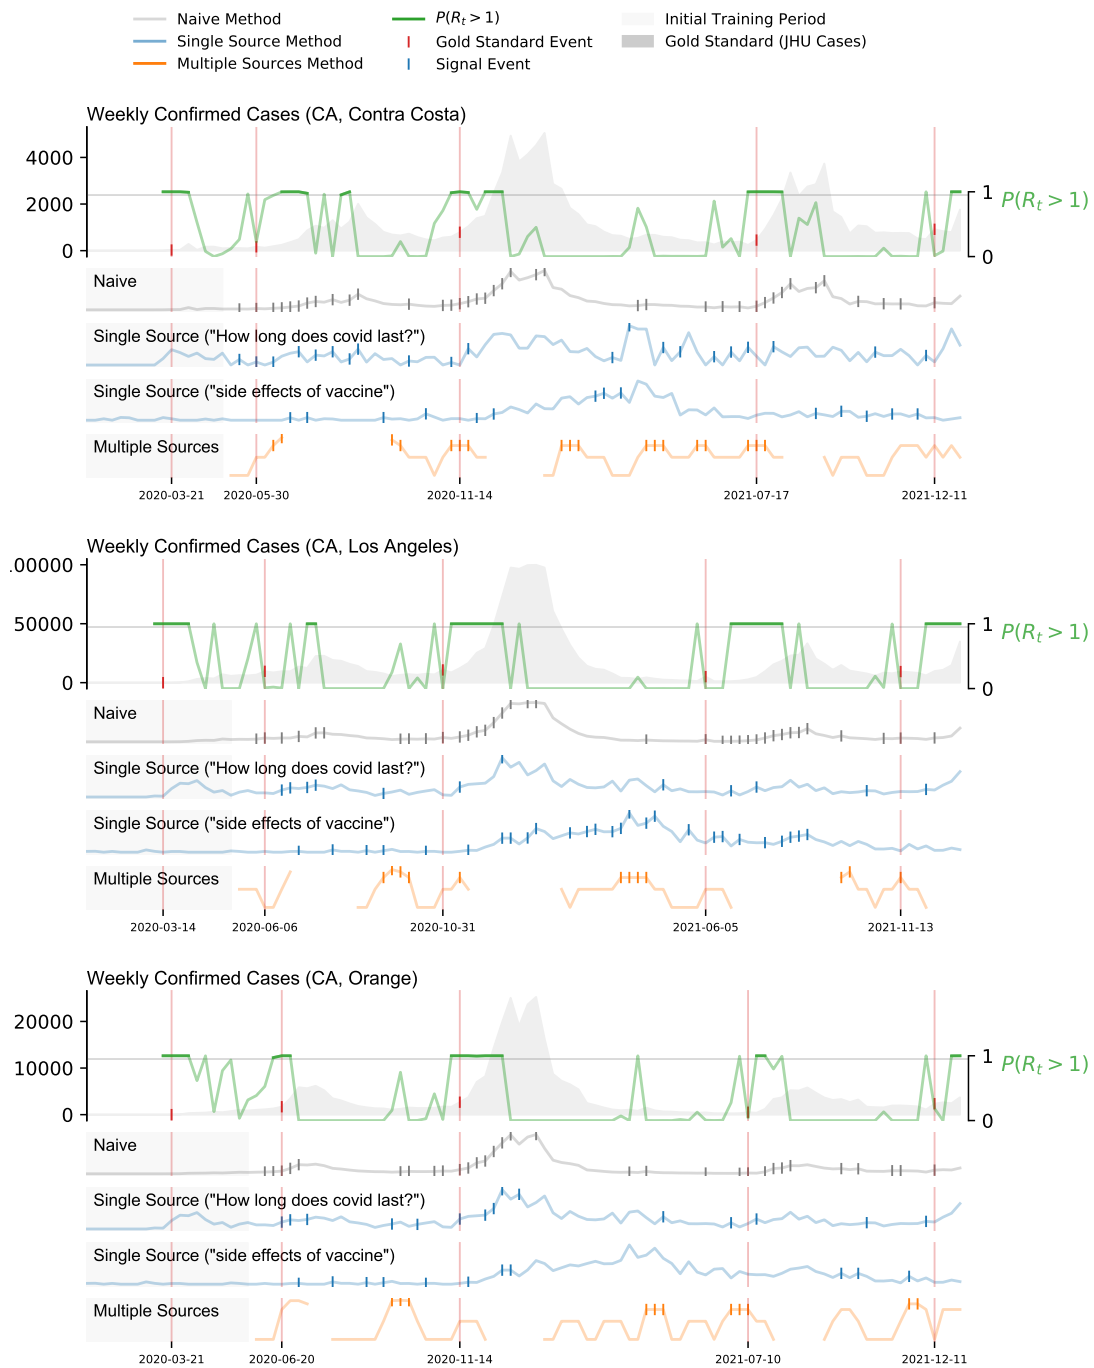 Naive Method
Single Source Method
Multiple Sources Method
P(Rt > 1)
Gold Standard Event
Signal Event
Initial Training Period
Gold Standard (JHU Cases)
Weekly Confirmed Cases (CA, Contra Costa)
4000
2000
0
1
0
P(Rt > 1)
Naive
Single Source ("How long does covid last?")
Single Source ("side effects of vaccine")
Multiple Sources
2020-03-21 2020-05-30 2020-11-14 2021-07-17 2021-12-11
Weekly Confirmed Cases (CA, Los Angeles)
.00000
50000
0
1
0
P(Rt > 1)
Naive
Single Source ("How long does covid last?")
Single Source ("side effects of vaccine")
Multiple Sources
2020-03-14 2020-06-06 2020-10-31 2021-06-05 2021-11-13
Weekly Confirmed Cases (CA, Orange)
20000
10000
0
1
0
P(Rt > 1)
Naive
Single Source ("How long does covid last?")
Single Source ("side effects of vaccine")
Multiple Sources
2020-03-21 2020-06-20 2020-11-14 2021-07-10 2021-12-11